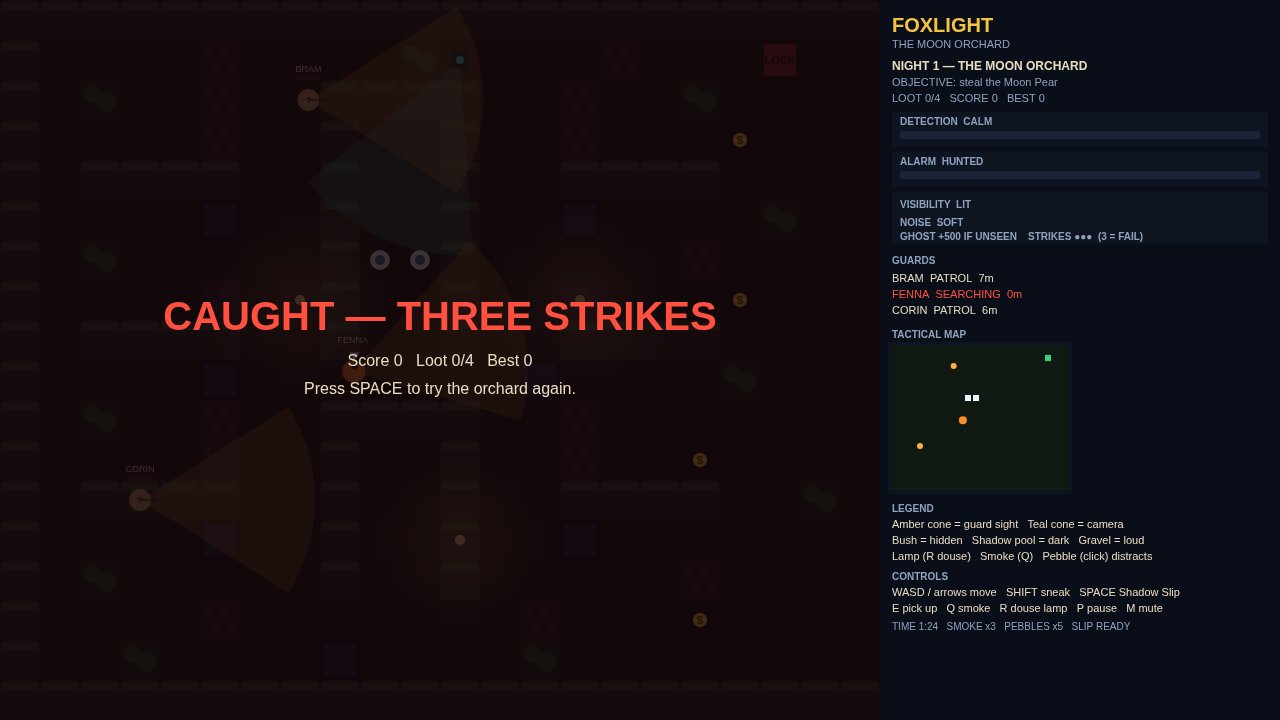 BRAM
?
LOCK
$
$
CAUGHT — THREE STRIKES
FENNA
Score 0 Loot 0/4 Best 0
Press SPACE to try the orchard again.
$
CORIN
?
$
FOXLIGHT
THE MOON ORCHARD
NIGHT 1 — THE MOON ORCHARD
OBJECTIVE: steal the Moon Pear
LOOT 0/4 SCORE 0 BEST 0
DETECTION CALM
ALARM HUNTED
VISIBILITY LIT
NOISE SOFT
GHOST +500 IF UNSEEN STRIKES ●●● (3 = FAIL)
GUARDS
BRAM PATROL 7m
FENNA SEARCHING 0m
CORIN PATROL 6m
TACTICAL MAP
LEGEND
Amber cone = guard sight Teal cone = camera
Bush = hidden Shadow pool = dark Gravel = loud
Lamp (R douse) Smoke (Q) Pebble (click) distracts
CONTROLS
WASD / arrows move SHIFT sneak SPACE Shadow Slip
E pick up Q smoke R douse lamp P pause M mute
TIME 1:24 SMOKE x3 PEBBLES x5 SLIP READY